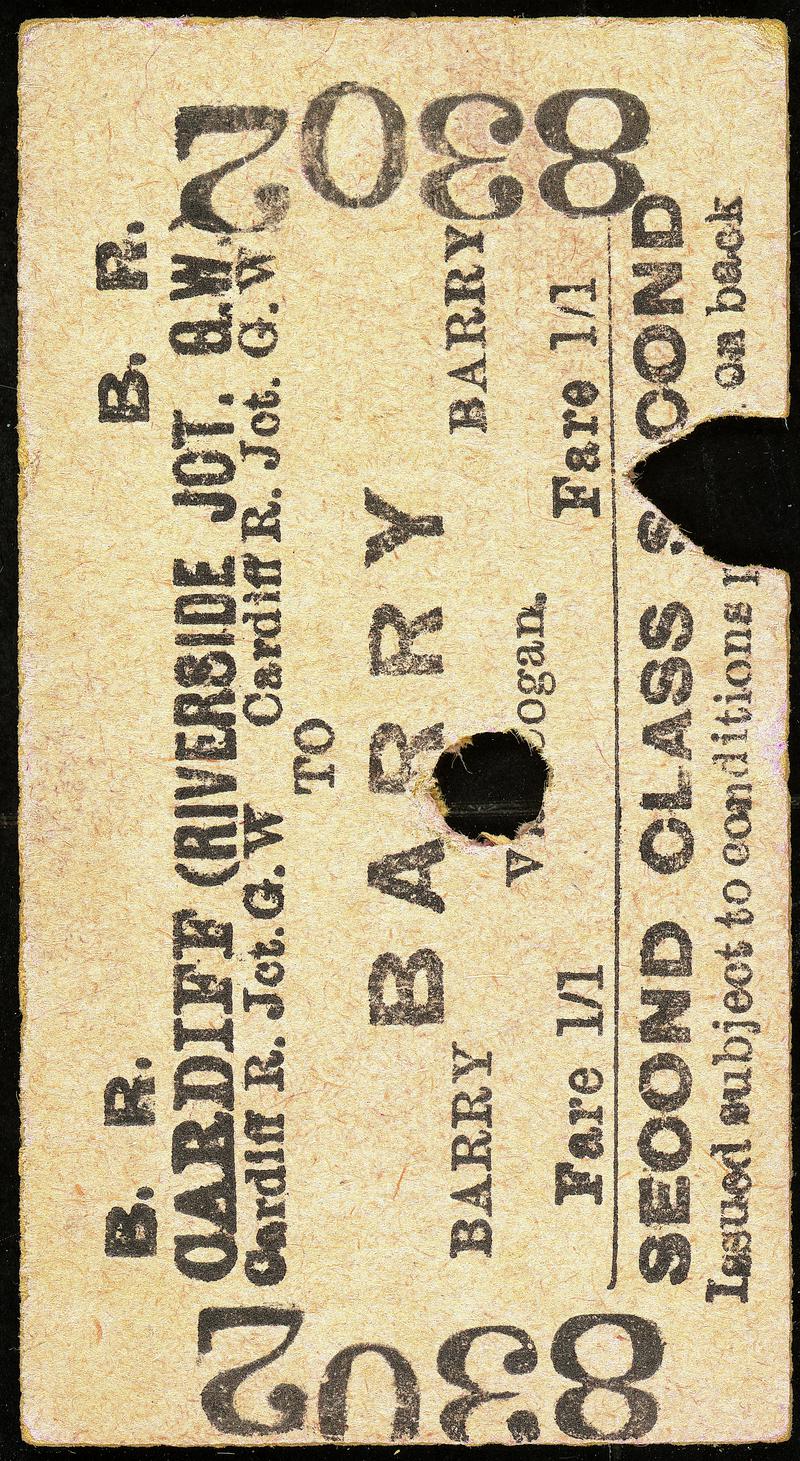 8302
B. R. B. R.
CARDIFF (RIVERSIDE JCT. G.W)
Cardiff R. Jct.G.W Cardiff R. Jct. G.W
TO
BARRY
BARRY BARRY
Fare 1/1 Fare 1/1
SECOND CLASS SECOND
Issued subject to conditions on back
8302